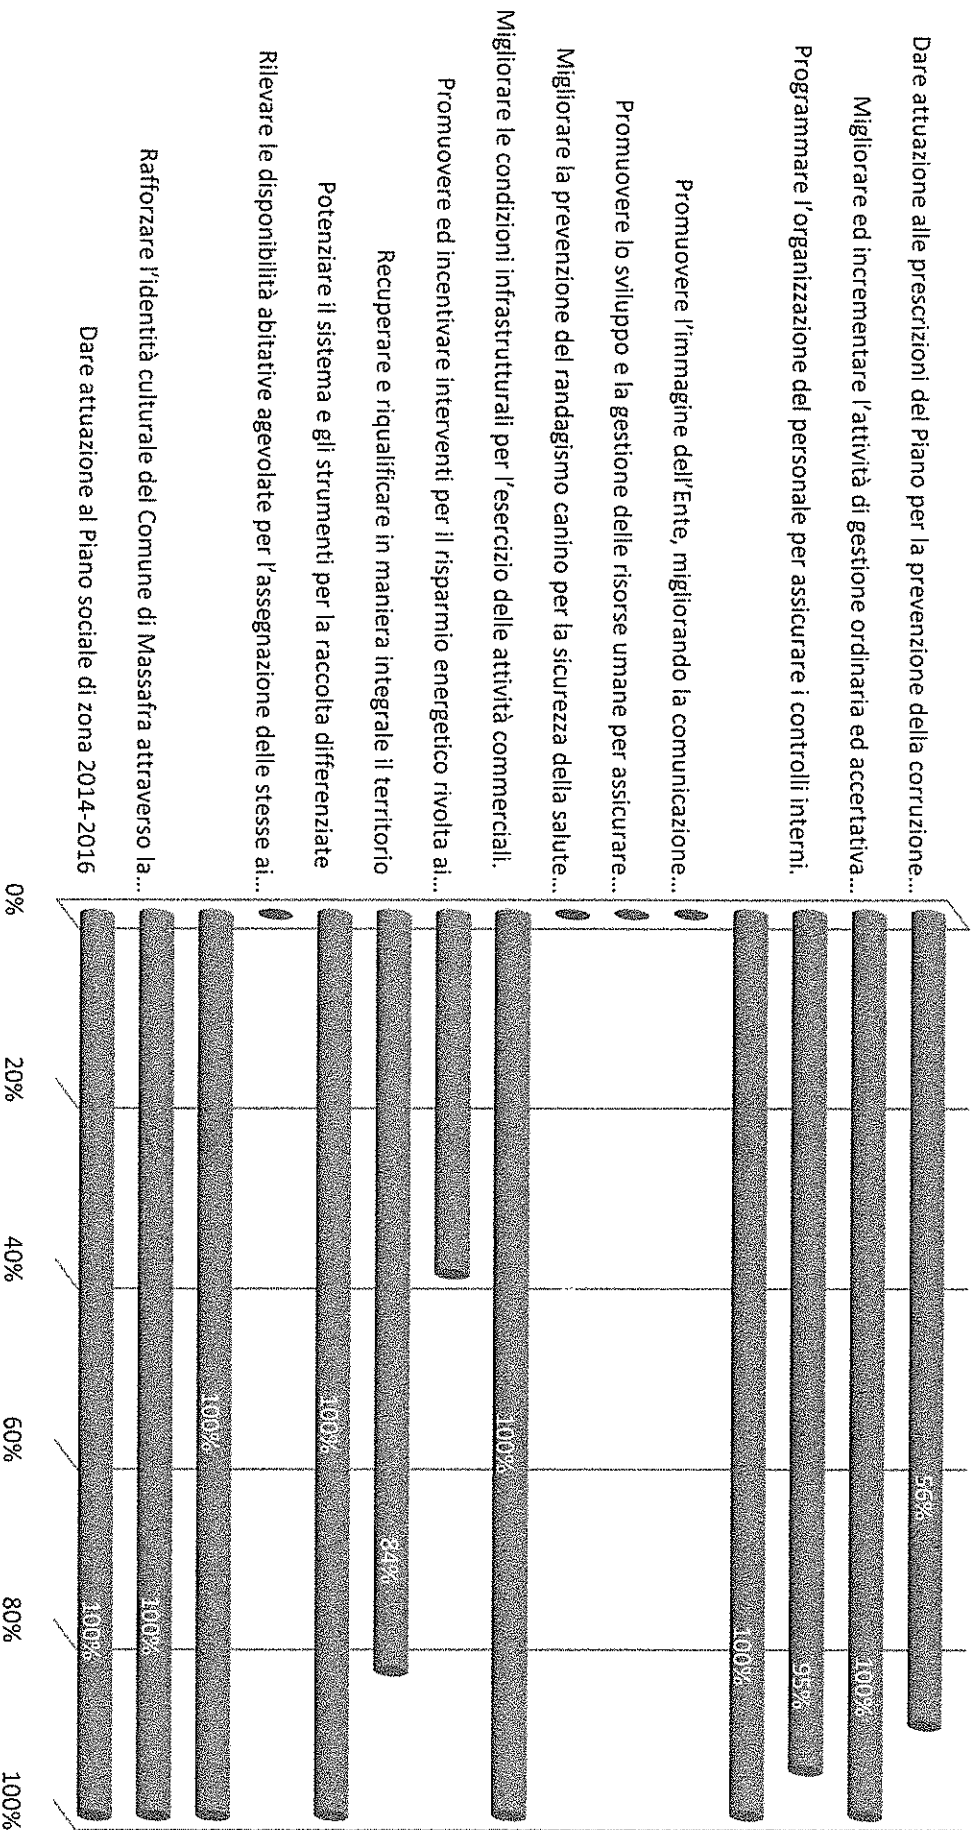 Dare attuazione alle prescrizioni del Piano per la prevenzione della corruzione...
Migliorare ed incrementare l'attività di gestione ordinaria ed accertativa...
100%
Programmare l'organizzazione del personale per assicurare i controlli interni.
95%
100%
Promuovere l'immagine dell'Ente, migliorando la comunicazione...
Promuovere lo sviluppo e la gestione delle risorse umane per assicurare...
Migliorare la prevenzione del randagismo canino per la sicurezza della salute...
Migliorare le condizioni infrastrutturali per l'esercizio delle attività commerciali.
100%
Promuovere ed incentivare interventi per il risparmio energetico rivolta ai...
Recuperare e riqualificare in maniera integrale il territorio
84%
Potenziare il sistema e gli strumenti per la raccolta differenziate
100%
Rilevare le disponibilità abitative agevolate per l'assegnazione delle stesse ai...
100%
Rafforzare l'identità culturale del Comune di Massafra attraverso la...
100%
Dare attuazione al Piano sociale di zona 2014-2016
100%
0%
20%
40%
60%
80%
100%